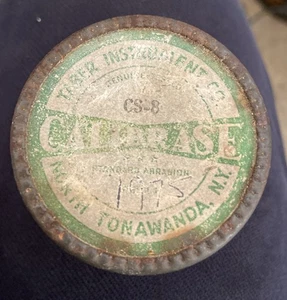 TABER INSTRUMENT CO.
CS-8
CALIBRASE
STANDARD ABRASION
1975
NORTH TONAWANDA, N.Y.